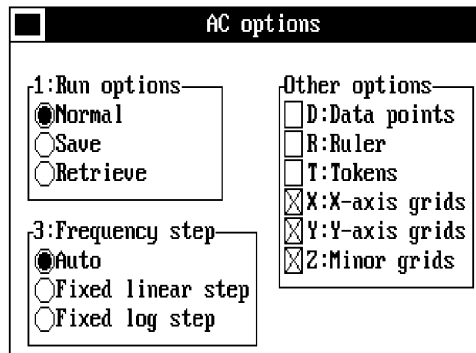 AC options
1:Run options
Normal
Save
Retrieve
3:Frequency step
Auto
Fixed linear step
Fixed log step
Other options
D:Data points
R:Ruler
T:Tokens
X:X-axis grids
Y:Y-axis grids
Z:Minor grids